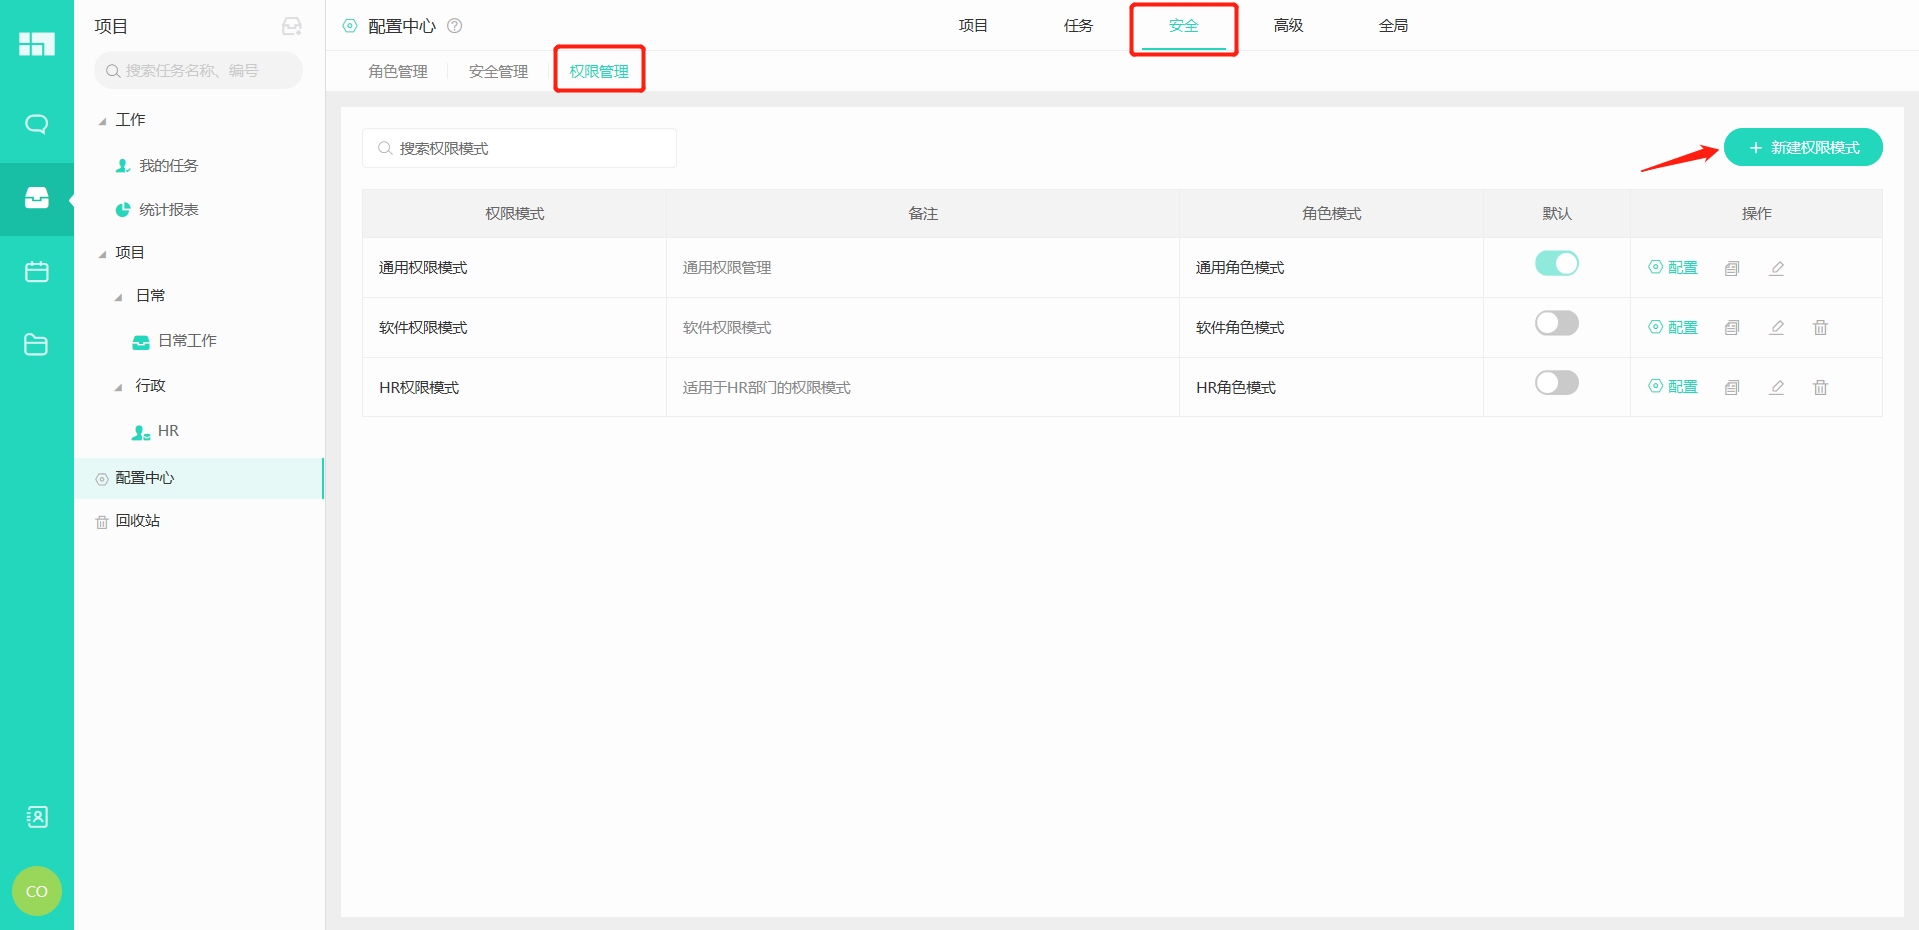 项目
搜索任务名称、编号
工作
我的任务
统计报表
项目
日常
日常工作
行政
HR
配置中心
回收站
CO
配置中心
项目 任务 安全 高级 全局
角色管理 安全管理 权限管理
搜索权限模式
+ 新建权限模式
权限模式 备注 角色模式 默认 操作
通用权限模式 通用权限管理 通用角色模式 配置
软件权限模式 软件权限模式 软件角色模式 配置
HR权限模式 适用于HR部门的权限模式 HR角色模式 配置